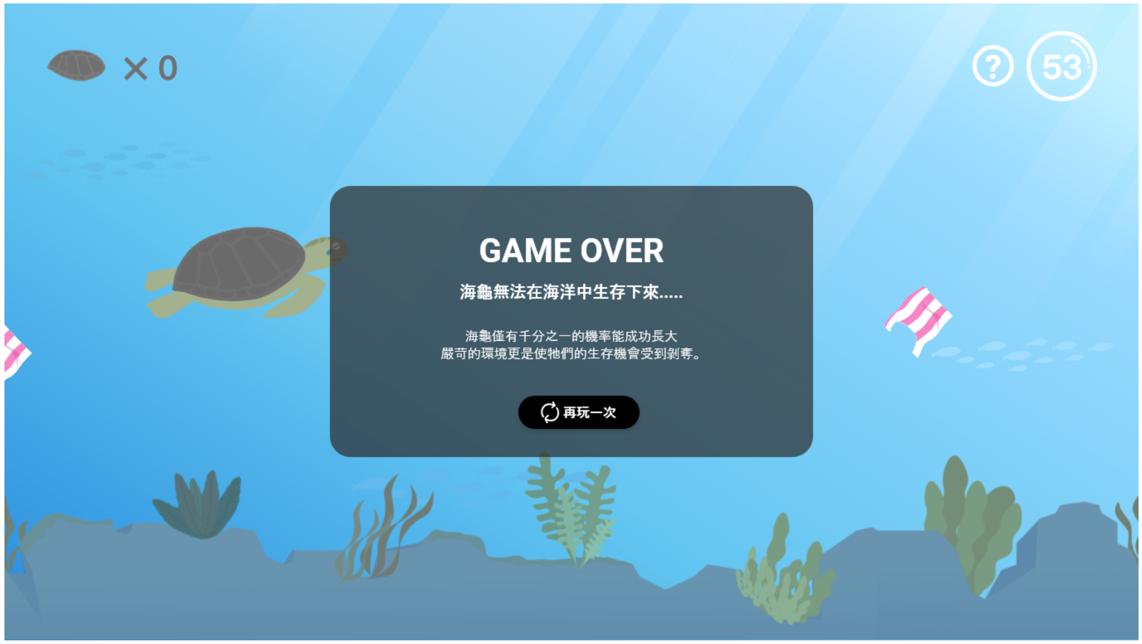 × 0
?
53
GAME OVER
海龜無法在海洋中生存下來.....
海龜僅有千分之一的機率能成功長大
嚴苛的環境更是使牠們的生存機會受到剝奪。
再玩一次